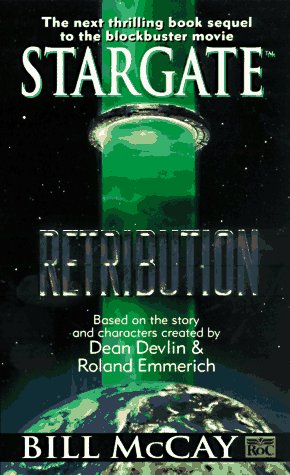 The next thrilling book sequel
to the blockbuster movie
STARGATE™
RETRIBUTION
Based on the story
and characters created by
Dean Devlin &
Roland Emmerich
BILL McCAY
ROC